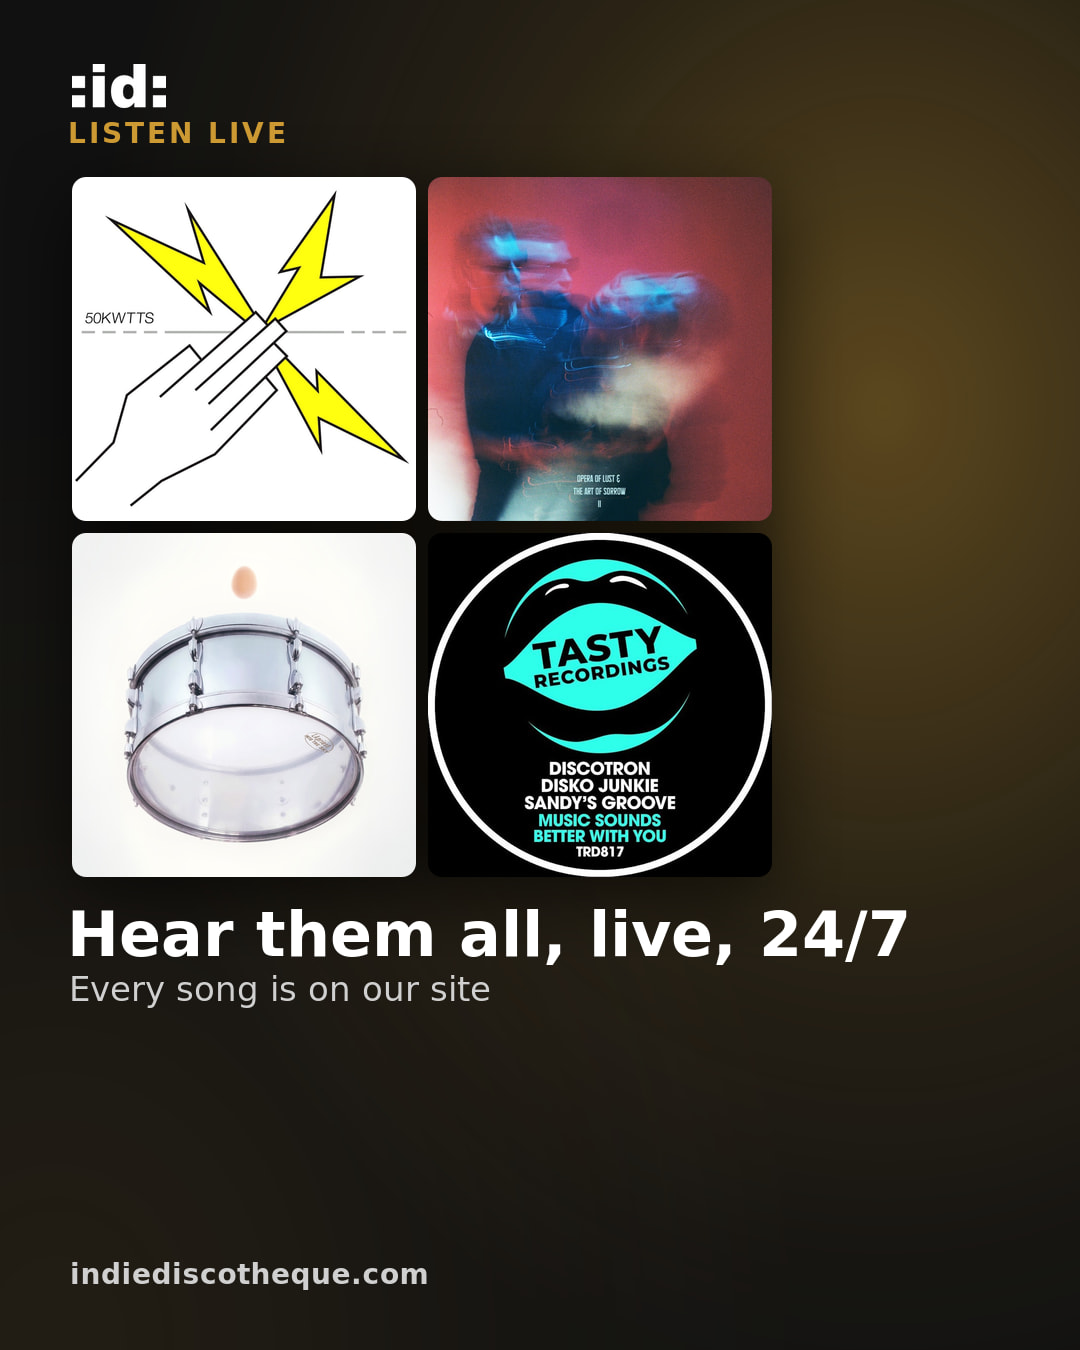 :id:
LISTEN LIVE
50KWTTS
OPERA OF LUST &
THE ART OF SORROW
II
TASTY
RECORDINGS
DISCOTRON
DISKO JUNKIE
SANDY'S GROOVE
MUSIC SOUNDS
BETTER WITH YOU
TRD817
Hear them all, live, 24/7
Every song is on our site
indiediscotheque.com